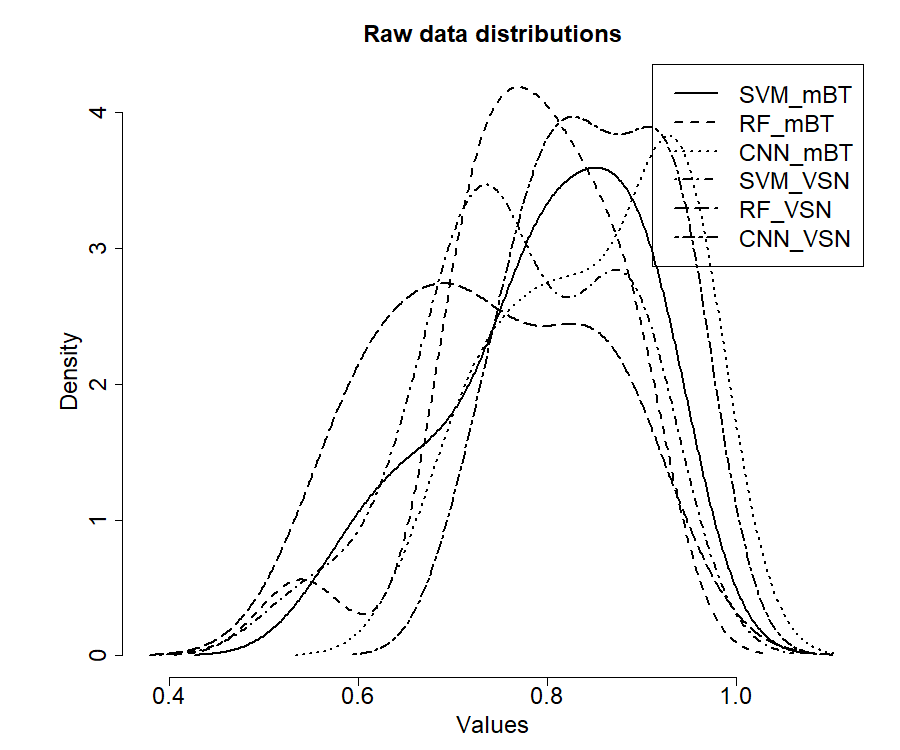 Raw data distributions
SVM_mBT
RF_mBT
CNN_mBT
SVM_VSN
RF_VSN
CNN_VSN
Density
4
3
2
1
0
0.4 0.6 0.8 1.0
Values